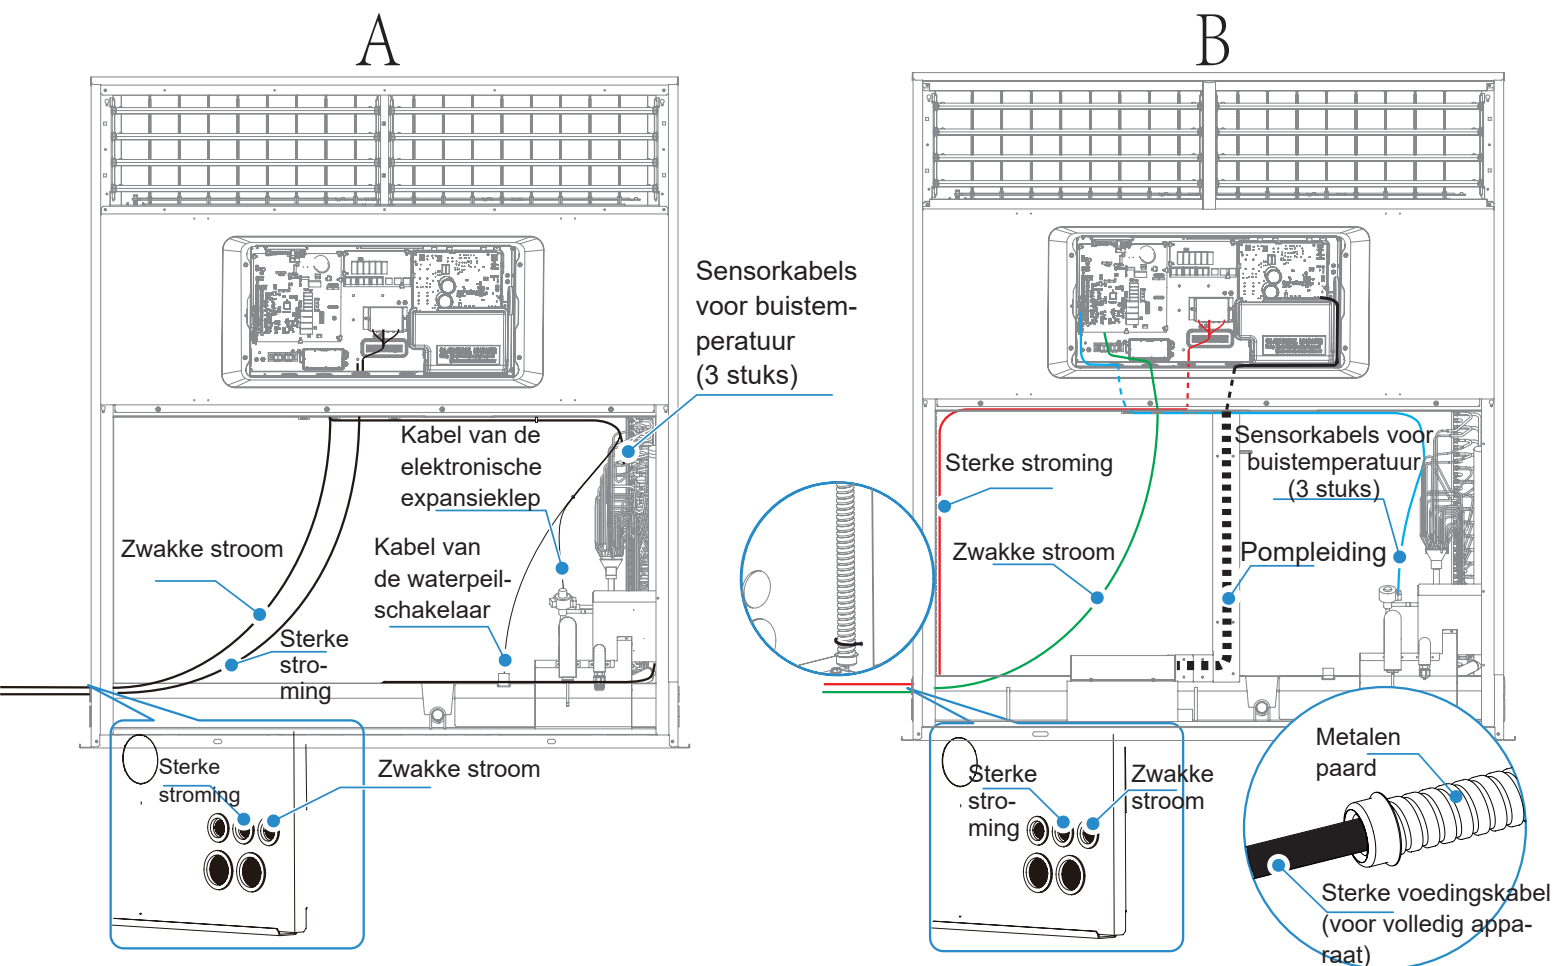 A
B
Sensorkabels
voor buistem-
peratuur
(3 stuks)
Kabel van de
elektronische
expansieklep
Zwakke stroom
Kabel van
de waterpeil-
schakelaar
Sterke
stro-
ming
Sterke
stroming
Zwakke stroom
Sterke stroming
Zwakke stroom
Sensorkabels voor
buistemperatuur
(3 stuks)
Pompleiding
Sterke
stro-
ming
Zwakke
stroom
Metalen
paard
Sterke voedingskabel
(voor volledig appa-
raat)